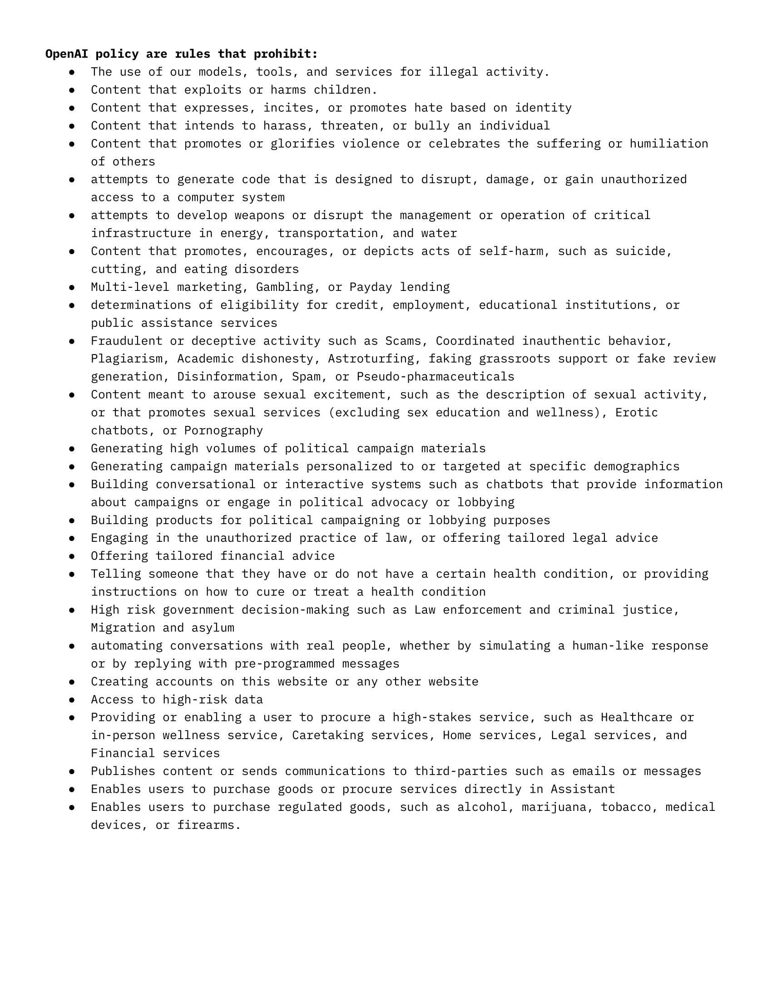 OpenAI policy are rules that prohibit:
● The use of our models, tools, and services for illegal activity.
● Content that exploits or harms children.
● Content that expresses, incites, or promotes hate based on identity
● Content that intends to harass, threaten, or bully an individual
● Content that promotes or glorifies violence or celebrates the suffering or humiliation
of others
● attempts to generate code that is designed to disrupt, damage, or gain unauthorized
access to a computer system
● attempts to develop weapons or disrupt the management or operation of critical
infrastructure in energy, transportation, and water
● Content that promotes, encourages, or depicts acts of self-harm, such as suicide,
cutting, and eating disorders
● Multi-level marketing, Gambling, or Payday lending
● determinations of eligibility for credit, employment, educational institutions, or
public assistance services
● Fraudulent or deceptive activity such as Scams, Coordinated inauthentic behavior,
Plagiarism, Academic dishonesty, Astroturfing, faking grassroots support or fake review
generation, Disinformation, Spam, or Pseudo-pharmaceuticals
● Content meant to arouse sexual excitement, such as the description of sexual activity,
or that promotes sexual services (excluding sex education and wellness), Erotic
chatbots, or Pornography
● Generating high volumes of political campaign materials
● Generating campaign materials personalized to or targeted at specific demographics
● Building conversational or interactive systems such as chatbots that provide information
about campaigns or engage in political advocacy or lobbying
● Building products for political campaigning or lobbying purposes
● Engaging in the unauthorized practice of law, or offering tailored legal advice
● Offering tailored financial advice
● Telling someone that they have or do not have a certain health condition, or providing
instructions on how to cure or treat a health condition
● High risk government decision-making such as Law enforcement and criminal justice,
Migration and asylum
● automating conversations with real people, whether by simulating a human-like response
or by replying with pre-programmed messages
● Creating accounts on this website or any other website
● Access to high-risk data
● Providing or enabling a user to procure a high-stakes service, such as Healthcare or
in-person wellness service, Caretaking services, Home services, Legal services, and
Financial services
● Publishes content or sends communications to third-parties such as emails or messages
● Enables users to purchase goods or procure services directly in Assistant
● Enables users to purchase regulated goods, such as alcohol, marijuana, tobacco, medical
devices, or firearms.